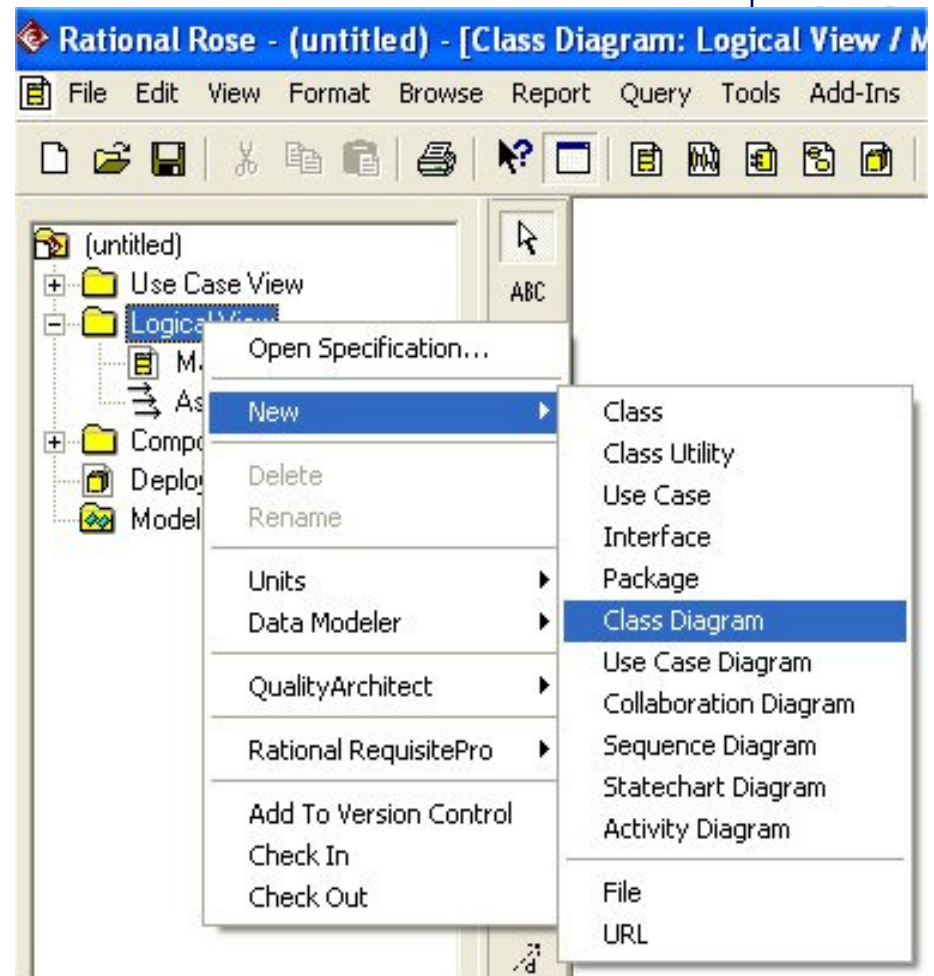 Rational Rose - (untitled) - [Class Diagram: Logical View / M
File Edit View Format Browse Report Query Tools Add-Ins
(untitled)
Use Case View
ABC
Logical View
Open Specification...
New
Delete
Rename
Units
Data Modeler
QualityArchitect
Rational RequisitePro
Add To Version Control
Check In
Check Out
Class
Class Utility
Use Case
Interface
Package
Class Diagram
Use Case Diagram
Collaboration Diagram
Sequence Diagram
Statechart Diagram
Activity Diagram
File
URL
Model